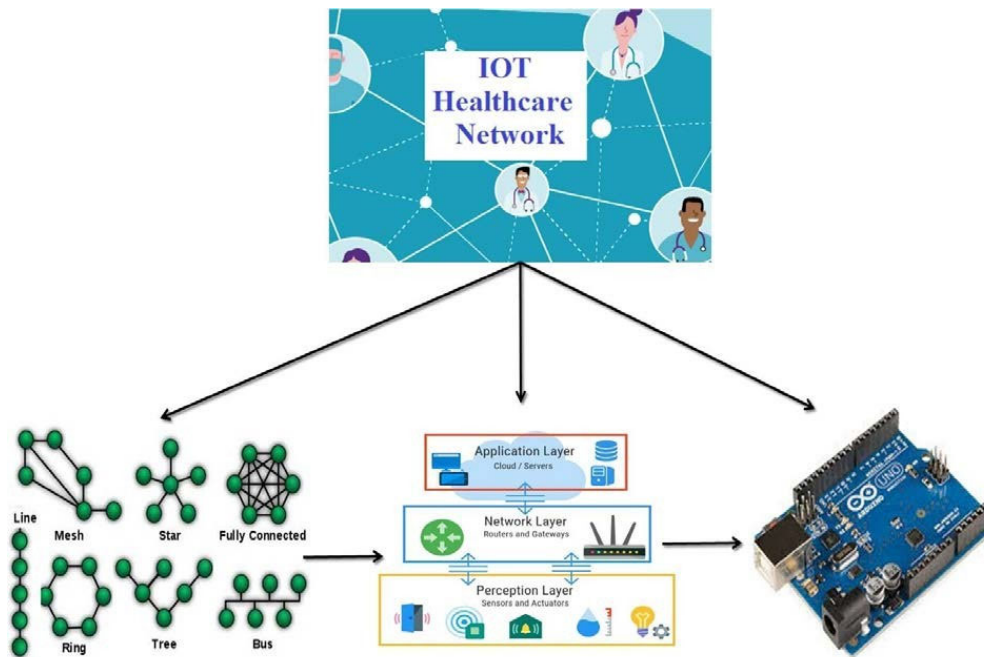 IOT
Healthcare
Network
Line
Mesh
Star
Fully Connected
Ring
Tree
Bus
Application Layer
Cloud / Servers
Network Layer
Routers and Gateways
Perception Layer
Sensors and Actuators
UNO
ARDUINO